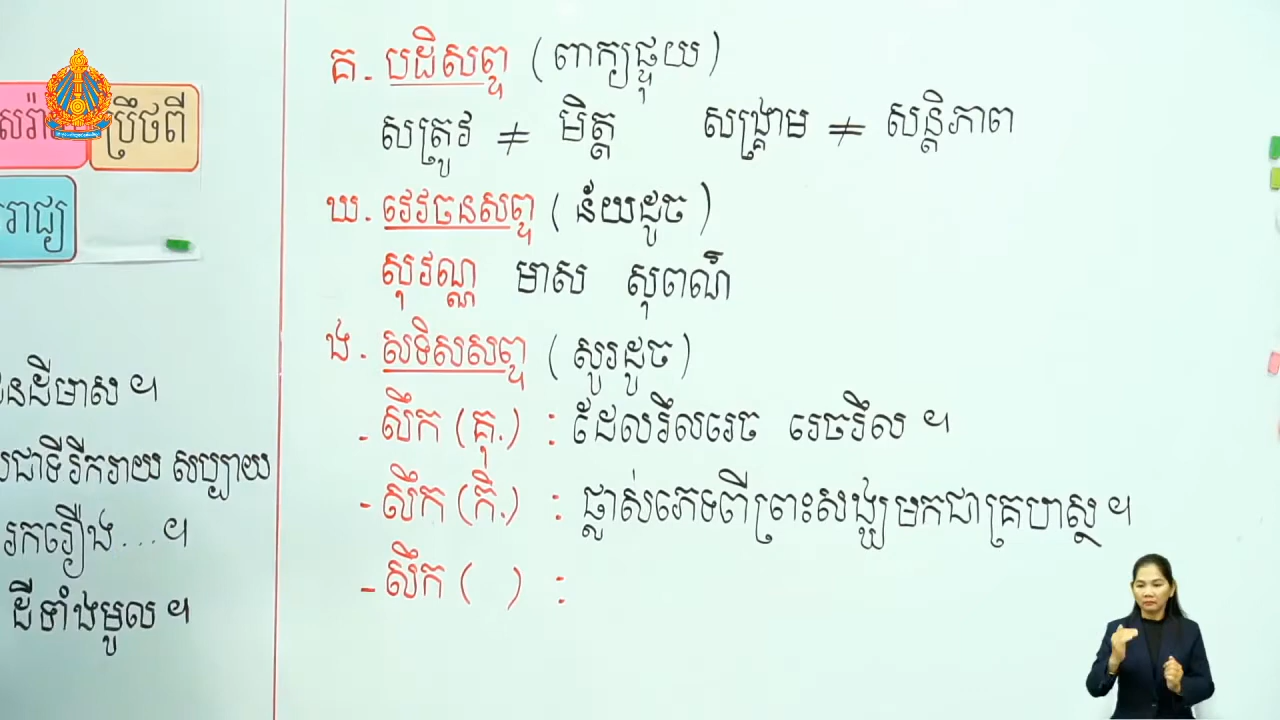 ប្រឹថពី
រាជ្យ
ដីមាស ។
ជាទីរីករាយ សប្បាយ
រករឿង...។
ដីទាំងមូល ។
គ. បដិសព្ទ (ពាក្យផ្ទុយ)
សត្រូវ ≠ មិត្ត សង្គ្រាម ≠ សន្តិភាព
ឃ. វេវចនសព្ទ (ន័យដូច)
សុវណ្ណ មាស សុពណ៌
ង. សទិសសព្ទ (សូរដូច)
- សឹក (គុ.) : ដែលរឹលរេច រេចរឹល ។
- សឹក (កិ.) : ផ្លាស់ភេទពីព្រះសង្ឃមកជាគ្រហស្ថ ។
- សឹក ( ) :